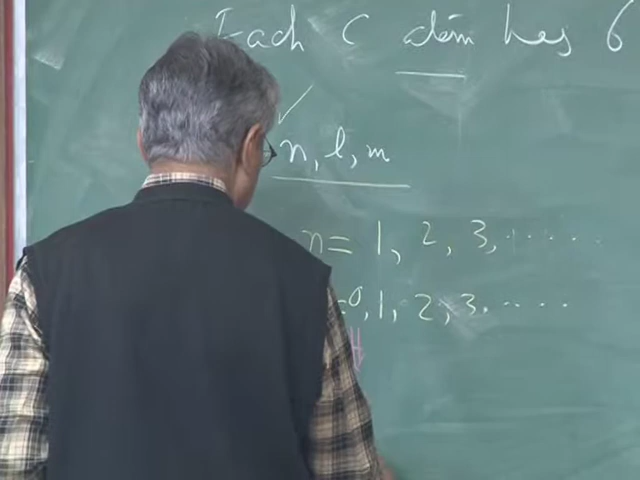 Each C atom has 6
n, l, m
n = 1, 2, 3, ......
= 0, 1, 2, 3. ....